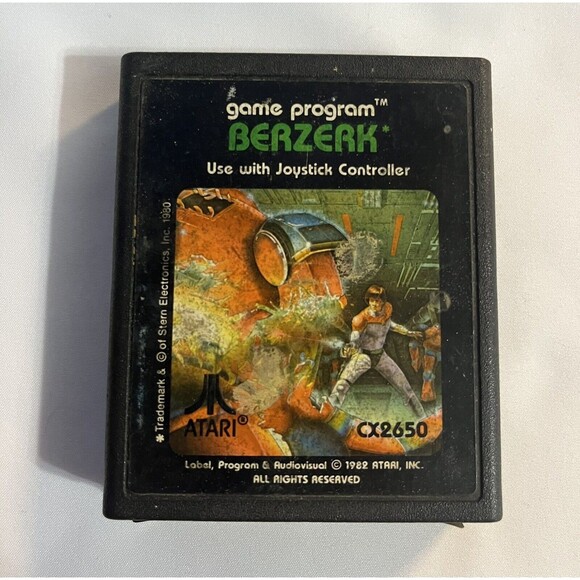 game program™
BERZERK*
Use with Joystick Controller
*Trademark & © of Stern Electronics, Inc. 1980.
ATARI®
CX2650
Label, Program & Audiovisual © 1982 ATARI, INC.
ALL RIGHTS RESERVED